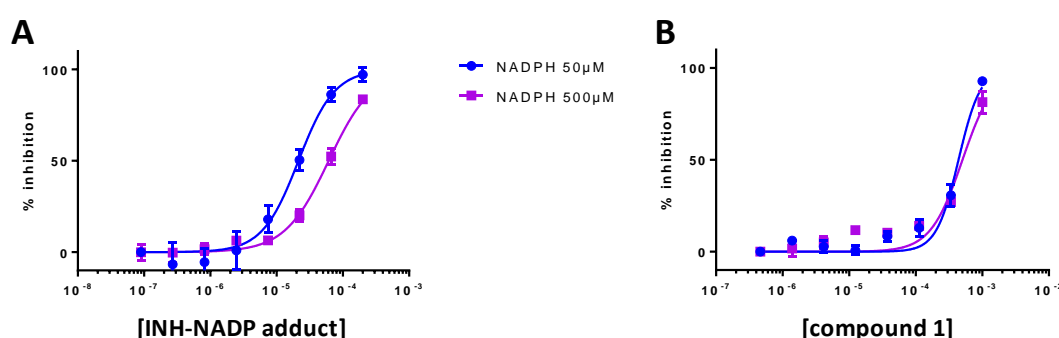 A
B
NADPH 50µM
NADPH 500µM
% inhibition
100
50
0
10⁻⁸
10⁻⁷
10⁻⁶
10⁻⁵
10⁻⁴
10⁻³
[INH-NADP adduct]
% inhibition
100
50
0
10⁻⁷
10⁻⁶
10⁻⁵
10⁻⁴
10⁻³
10⁻³
[compound 1]